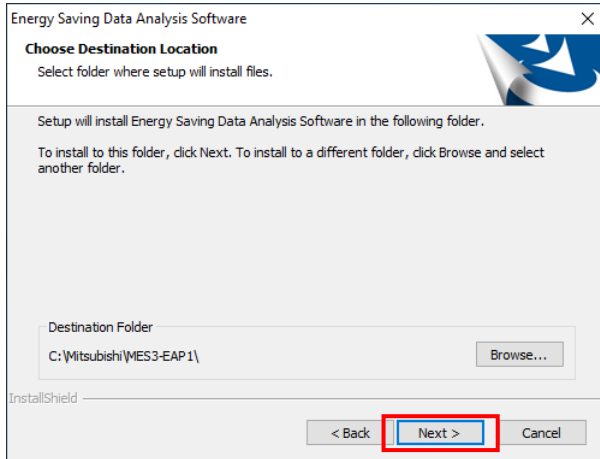 Energy Saving Data Analysis Software
Choose Destination Location
Select folder where setup will install files.
Setup will install Energy Saving Data Analysis Software in the following folder.
To install to this folder, click Next. To install to a different folder, click Browse and select
another folder.
Destination Folder
C:\Mitsubishi\MES3-EAP1\
Browse...
InstallShield
< Back
Next >
Cancel